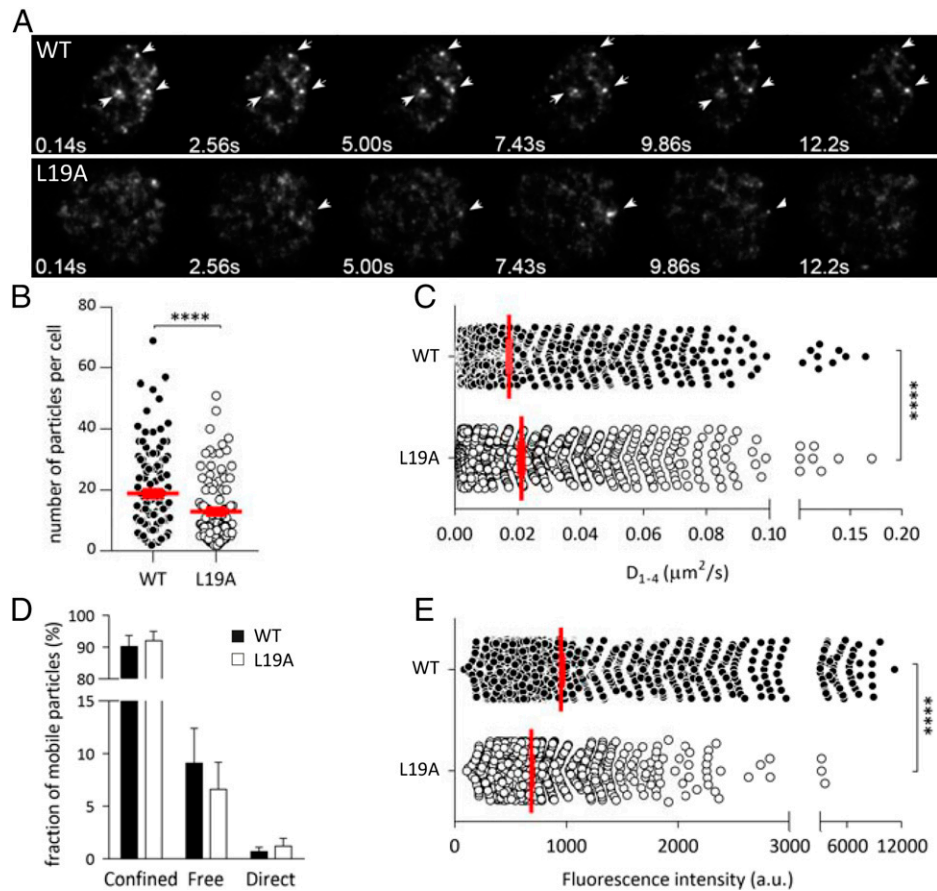 A
WT
0.14s 2.56s 5.00s 7.43s 9.86s 12.2s
L19A
0.14s 2.56s 5.00s 7.43s 9.86s 12.2s
B
number of particles per cell
80
60
40
20
0
****
WT L19A
C
WT
L19A
****
0.00 0.02 0.04 0.06 0.08 0.10 0.15 0.20
D1-4 (μm2/s)
D
fraction of mobile particles (%)
100
90
80
15
10
5
0
WT
L19A
Confined Free Direct
E
WT
L19A
****
0 1000 2000 3000 6000 12000
Fluorescence intensity (a.u.)